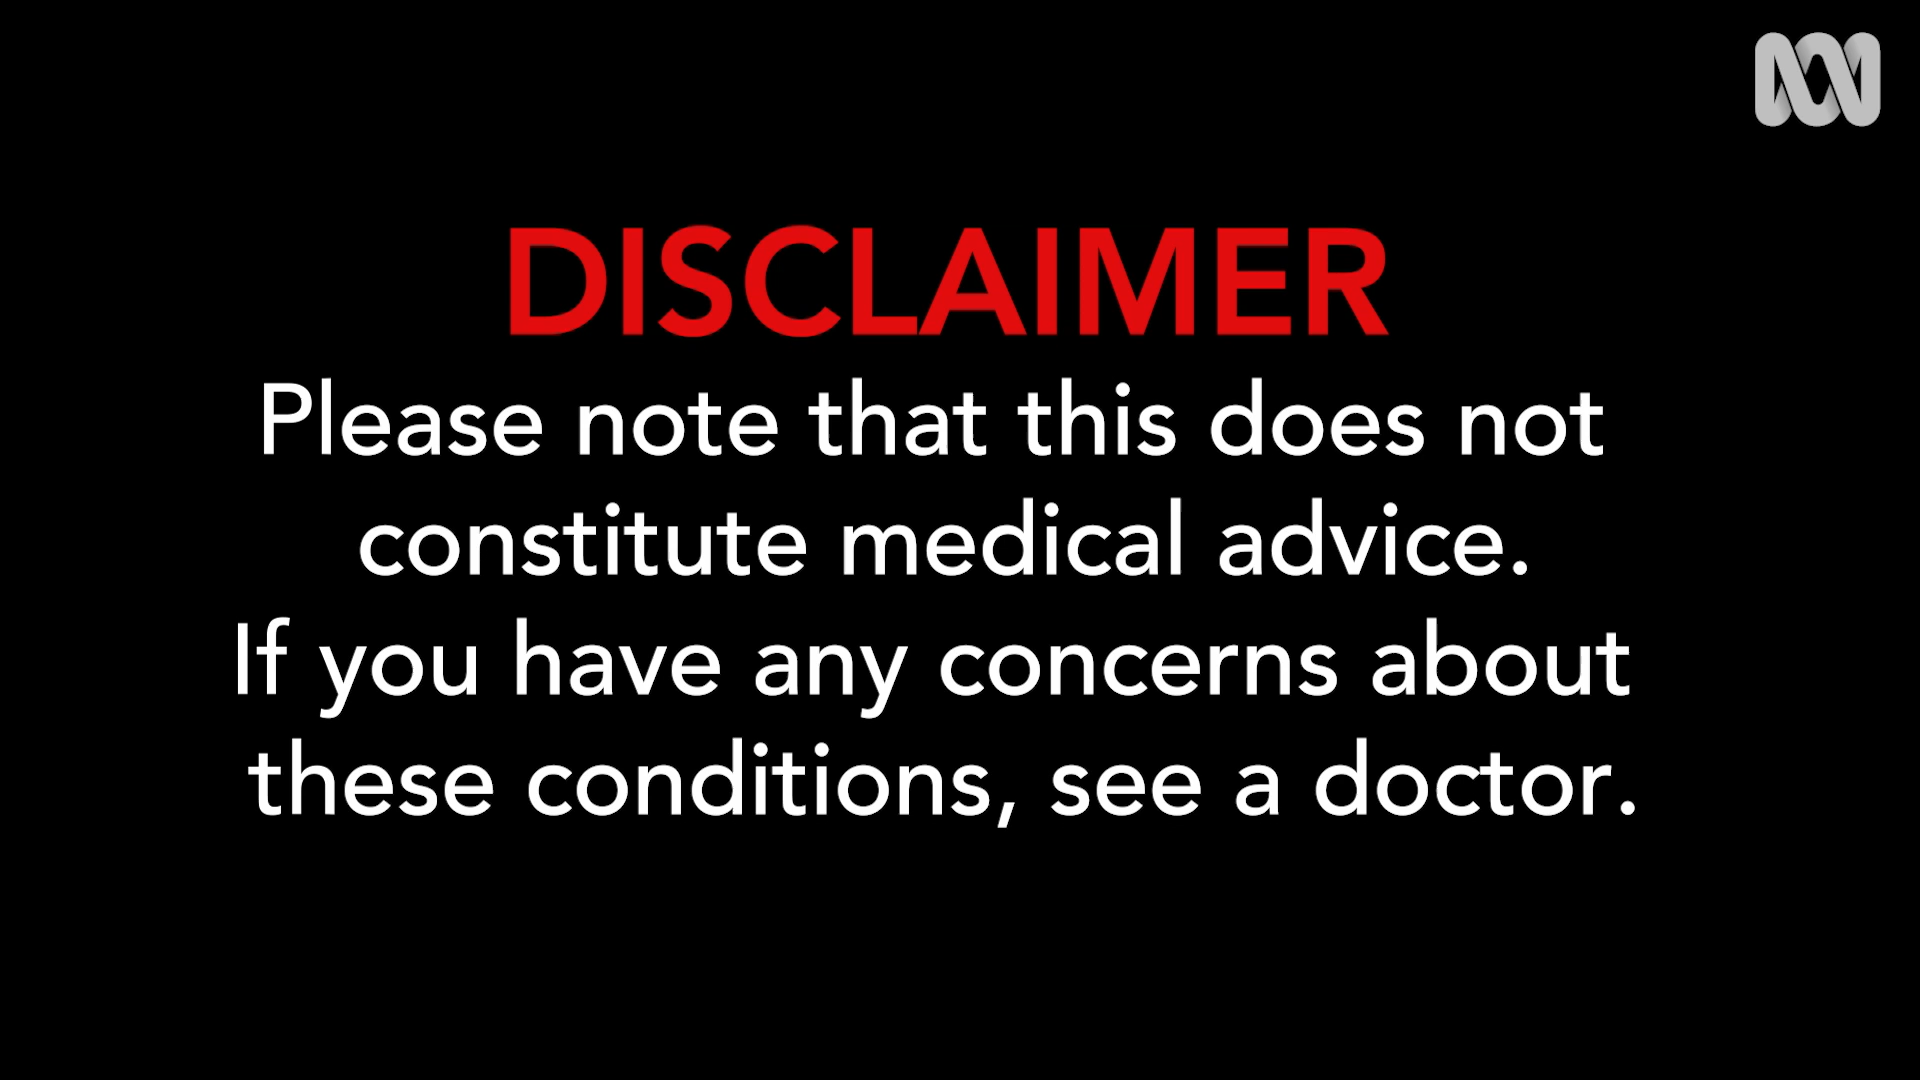 DISCLAIMER
Please note that this does not
constitute medical advice.
If you have any concerns about
these conditions, see a doctor.